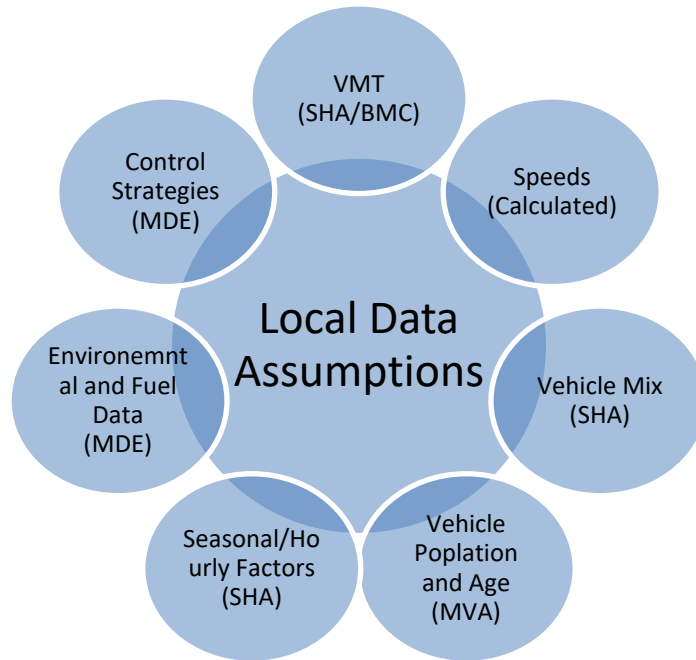 VMT
(SHA/BMC)
Control
Strategies
(MDE)
Speeds
(Calculated)
Local Data
Assumptions
Environemnt
al and Fuel
Data
(MDE)
Vehicle Mix
(SHA)
Seasonal/Ho
urly Factors
(SHA)
Vehicle
Poplation
and Age
(MVA)